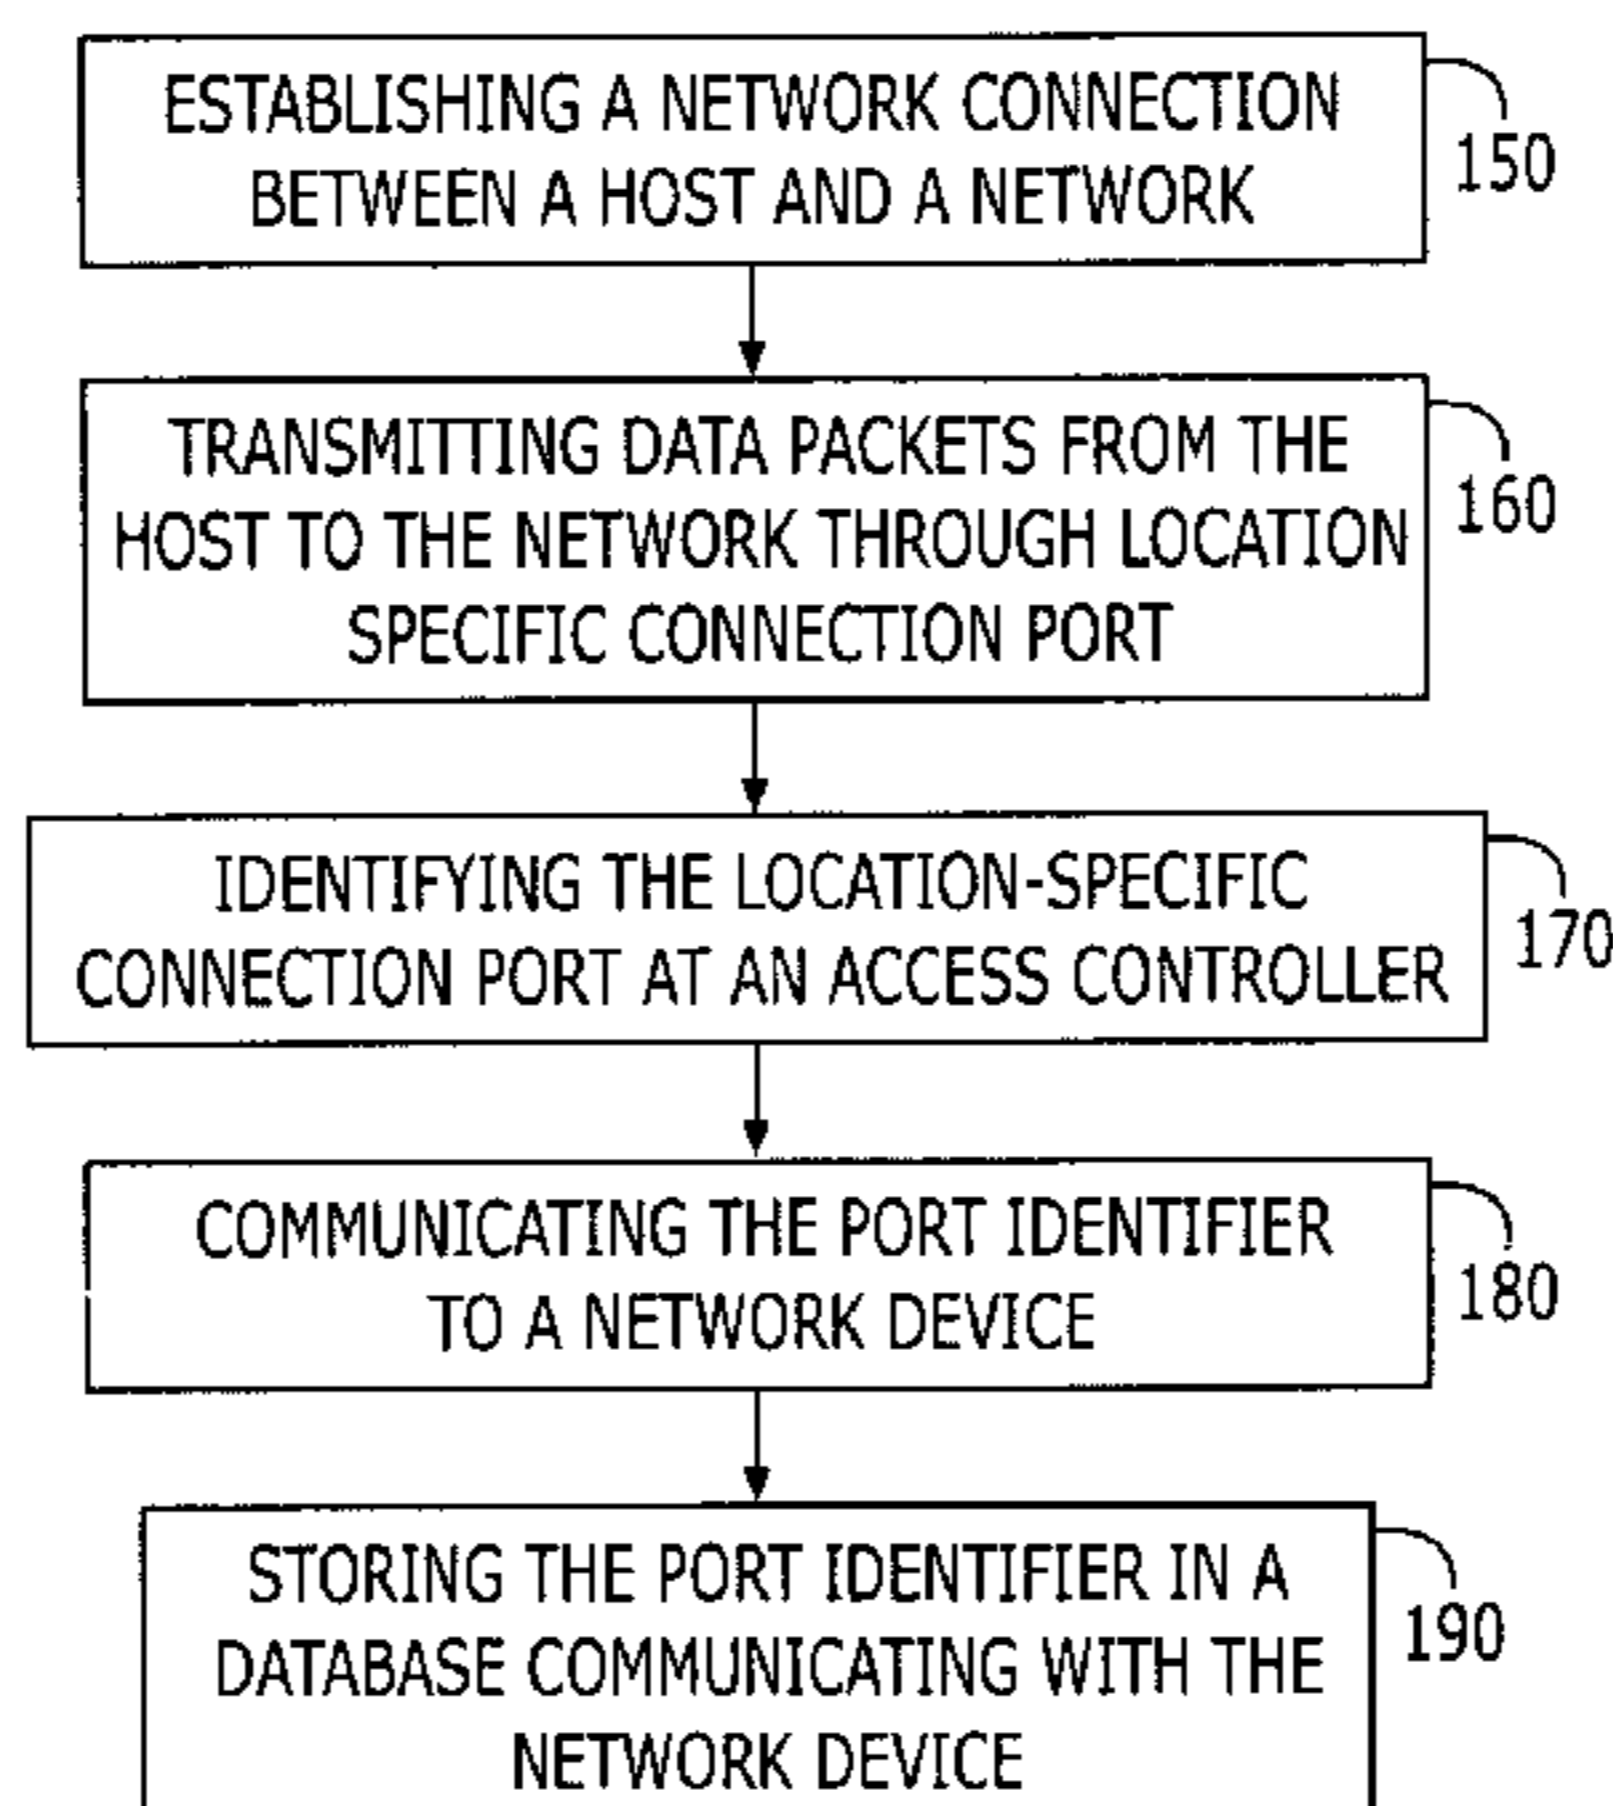 ESTABLISHING A NETWORK CONNECTION
BETWEEN A HOST AND A NETWORK
150
TRANSMITTING DATA PACKETS FROM THE
HOST TO THE NETWORK THROUGH LOCATION
SPECIFIC CONNECTION PORT
160
IDENTIFYING THE LOCATION-SPECIFIC
CONNECTION PORT AT AN ACCESS CONTROLLER
170
COMMUNICATING THE PORT IDENTIFIER
TO A NETWORK DEVICE
180
STORING THE PORT IDENTIFIER IN A
DATABASE COMMUNICATING WITH THE
NETWORK DEVICE
190